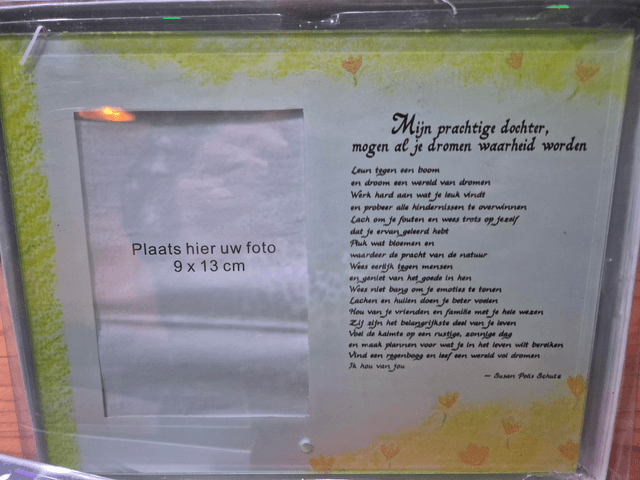 Mijn prachtige dochter,
mogen al je dromen waarheid worden
Leun tegen een boom
en droom een wereld van dromen
Werk hard aan wat je leuk vindt
en probeer alle hindernissen te overwinnen
Lach om je fouten en wees trots op jezelf
dat je ervan geleerd hebt
Pluk wat bloemen en
waardeer de pracht van de natuur
Wees eerlijk tegen mensen
en geniet van het goede in hen
Wees niet bang om je emoties te tonen
Lachen en huilen doen je beter voelen
Hou van je vrienden en familie met je hele wezen
Zij zijn het belangrijkste deel van je leven
Voel de kalmte op een rustige, zonnige dag
en maak plannen voor wat je in het leven wilt bereiken
Vind een regenboog en leef een wereld vol dromen
Ik hou van jou
— Susan Polis Schutz
Plaats hier uw foto
9 x 13 cm